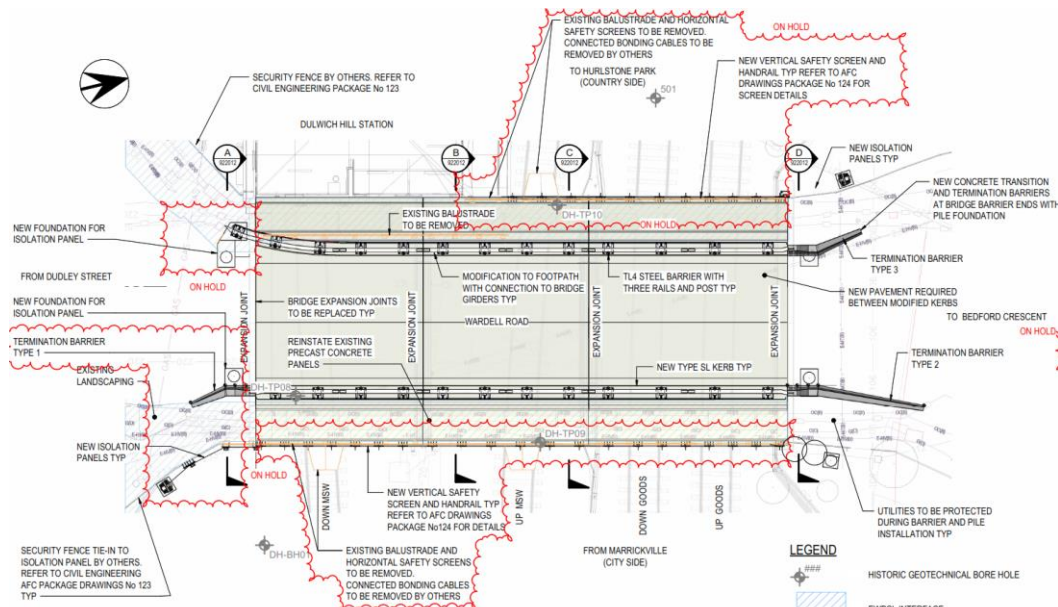 EXISTING BALUSTRADE AND HORIZONTAL
SAFETY SCREENS TO BE REMOVED.
CONNECTED BONDING CABLES TO BE
REMOVED BY OTHERS
ON HOLD
TO HURLSTONE PARK
(COUNTRY SIDE)
501
NEW VERTICAL SAFETY SCREEN AND
HANDRAIL TYP REFER TO AFC
DRAWINGS PACKAGE No 124 FOR
SCREEN DETAILS
SECURITY FENCE BY OTHERS. REFER TO
CIVIL ENGINEERING PACKAGE No 123
DULWICH HILL STATION
A
922012
B
922012
C
922012
D
922012
NEW ISOLATION
PANELS TYP
NEW CONCRETE TRANSITION
AND TERMINATION BARRIERS
AT BRIDGE BARRIER ENDS WITH
PILE FOUNDATION
DH-TP10
EXISTING BALUSTRADE
TO BE REMOVED
ON HOLD
NEW FOUNDATION FOR
ISOLATION PANEL
TERMINATION BARRIER
TYPE 3
FROM DUDLEY STREET
ON HOLD
MODIFICATION TO FOOTPATH
WITH CONNECTION TO BRIDGE
GIRDERS TYP
TL4 STEEL BARRIER WITH
THREE RAILS AND POST TYP
NEW PAVEMENT REQUIRED
BETWEEN MODIFIED KERBS
NEW FOUNDATION FOR
ISOLATION PANEL
EXPANSION JOINT
BRIDGE EXPANSION JOINTS
TO BE REPLACED TYP
EXPANSION JOINT
EXPANSION JOINT
EXPANSION JOINT
WARDELL ROAD
TO BEDFORD CRESCENT
ON HOLD
TERMINATION BARRIER
TYPE 1
REINSTATE EXISTING
PRECAST CONCRETE
PANELS
NEW TYPE SL KERB TYP
TERMINATION BARRIER
TYPE 2
EXISTING
LANDSCAPING
DH-TP08
DH-TP09
NEW ISOLATION
PANELS TYP
ON HOLD
DOWN MSW
NEW VERTICAL SAFETY
SCREEN AND HANDRAIL TYP
REFER TO AFC DRAWINGS
PACKAGE No124 FOR DETAILS
UP MSW
DOWN GOODS
UP GOODS
UTILITIES TO BE PROTECTED
DURING BARRIER AND PILE
INSTALLATION TYP
SECURITY FENCE TIE-IN TO
ISOLATION PANEL BY OTHERS.
REFER TO CIVIL ENGINEERING
AFC PACKAGE DRAWINGS No 123
TYP
DH-BH01
EXISTING BALUSTRADE AND
HORIZONTAL SAFETY SCREENS
TO BE REMOVED.
CONNECTED BONDING CABLES
TO BE REMOVED BY OTHERS
FROM MARRICKVILLE
(CITY SIDE)
LEGEND
###
HISTORIC GEOTECHNICAL BORE HOLE